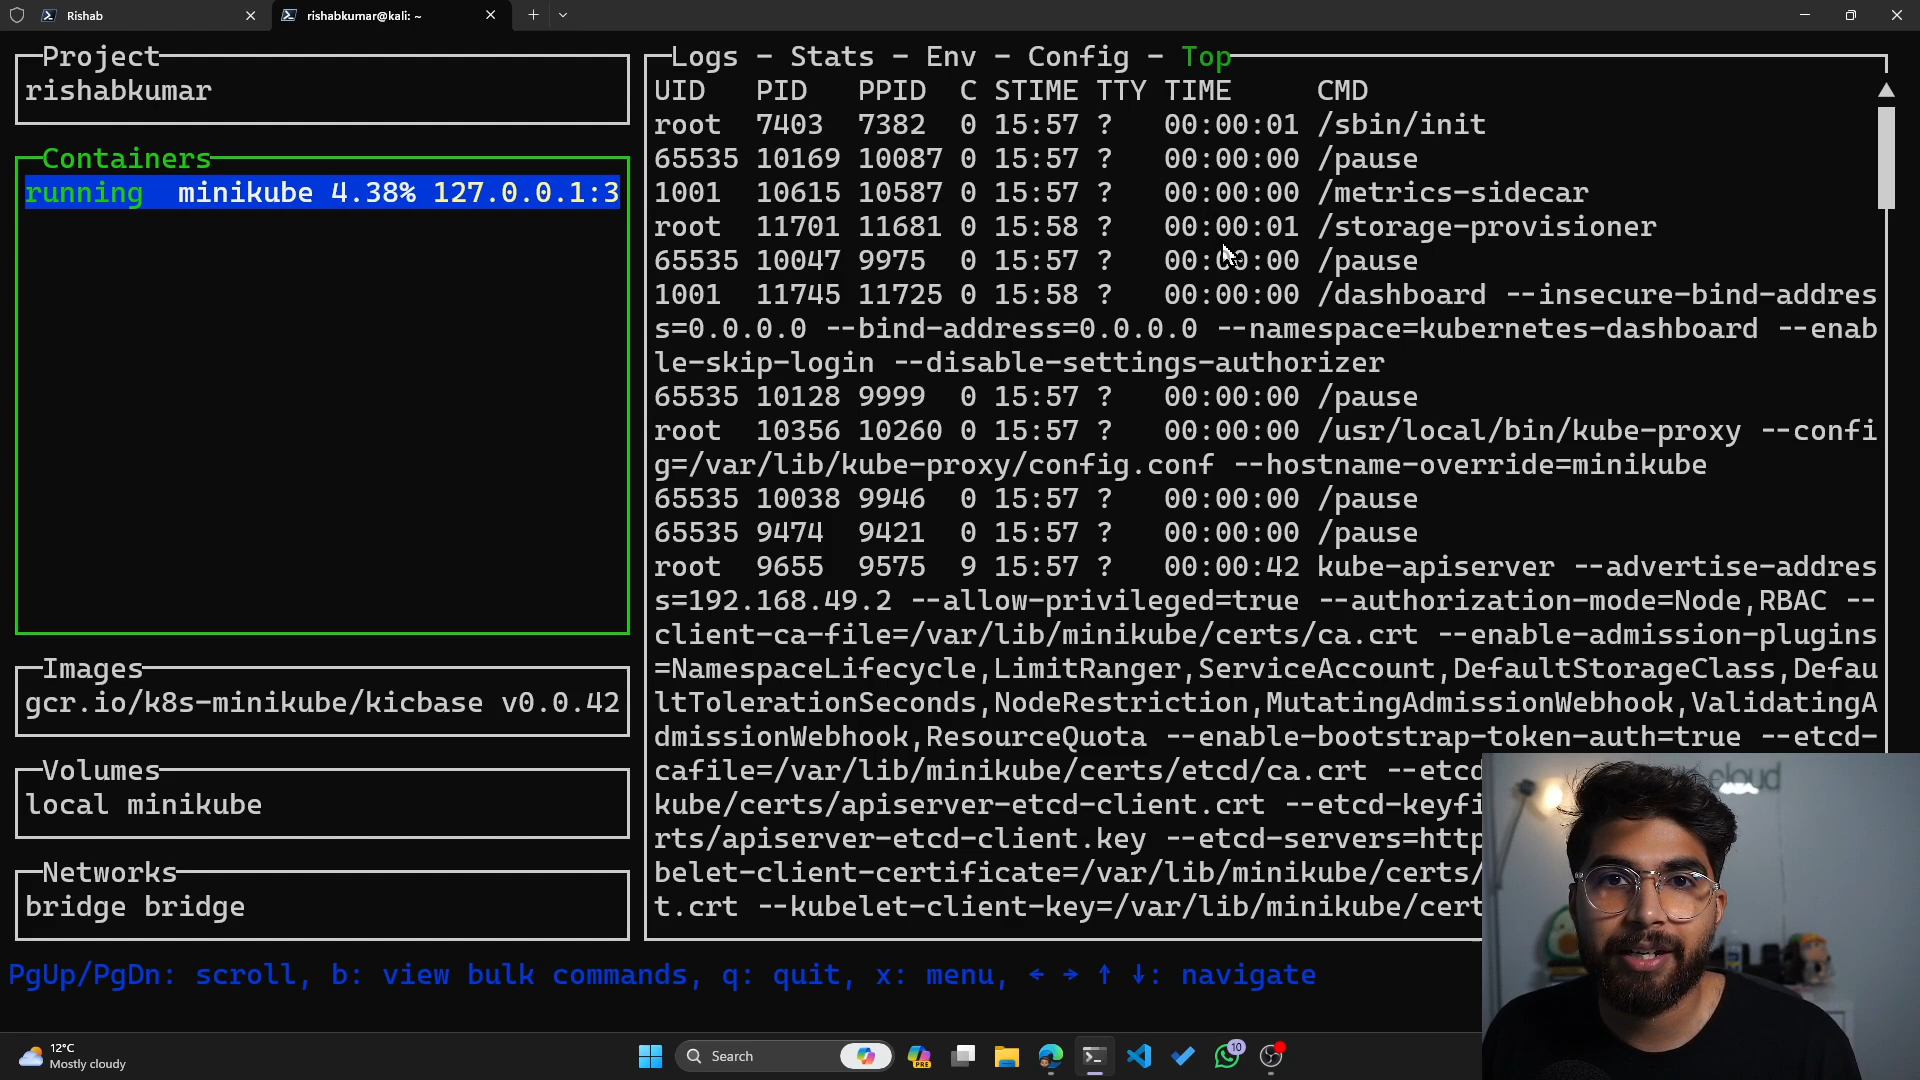 Rishab
rishabkumar@kali: ~
Project
rishabkumar
Containers
running minikube 4.38% 127.0.0.1:3
Images
gcr.io/k8s-minikube/kicbase v0.0.42
Volumes
local minikube
Networks
bridge bridge
Logs - Stats - Env - Config - Top
UID PID PPID C STIME TTY TIME CMD
root 7403 7382 0 15:57 ? 00:00:01 /sbin/init
65535 10169 10087 0 15:57 ? 00:00:00 /pause
1001 10615 10587 0 15:57 ? 00:00:00 /metrics-sidecar
root 11701 11681 0 15:58 ? 00:00:01 /storage-provisioner
65535 10047 9975 0 15:57 ? 00:00:00 /pause
1001 11745 11725 0 15:58 ? 00:00:00 /dashboard --insecure-bind-addres
s=0.0.0.0 --bind-address=0.0.0.0 --namespace=kubernetes-dashboard --enab
le-skip-login --disable-settings-authorizer
65535 10128 9999 0 15:57 ? 00:00:00 /pause
root 10356 10260 0 15:57 ? 00:00:00 /usr/local/bin/kube-proxy --confi
g=/var/lib/kube-proxy/config.conf --hostname-override=minikube
65535 10038 9946 0 15:57 ? 00:00:00 /pause
65535 9474 9421 0 15:57 ? 00:00:00 /pause
root 9655 9575 9 15:57 ? 00:00:42 kube-apiserver --advertise-addres
s=192.168.49.2 --allow-privileged=true --authorization-mode=Node,RBAC --
client-ca-file=/var/lib/minikube/certs/ca.crt --enable-admission-plugins
=NamespaceLifecycle,LimitRanger,ServiceAccount,DefaultStorageClass,Defau
ltTolerationSeconds,NodeRestriction,MutatingAdmissionWebhook,ValidatingA
dmissionWebhook,ResourceQuota --enable-bootstrap-token-auth=true --etcd-
cafile=/var/lib/minikube/certs/etcd/ca.crt --etcd
kube/certs/apiserver-etcd-client.crt --etcd-keyfi
rts/apiserver-etcd-client.key --etcd-servers=http
belet-client-certificate=/var/lib/minikube/certs/
t.crt --kubelet-client-key=/var/lib/minikube/cert
PgUp/PgDn: scroll, b: view bulk commands, q: quit, x: menu, ← → ↑ ↓: navigate
cloud
12°C
Mostly cloudy
Search
PRE
10